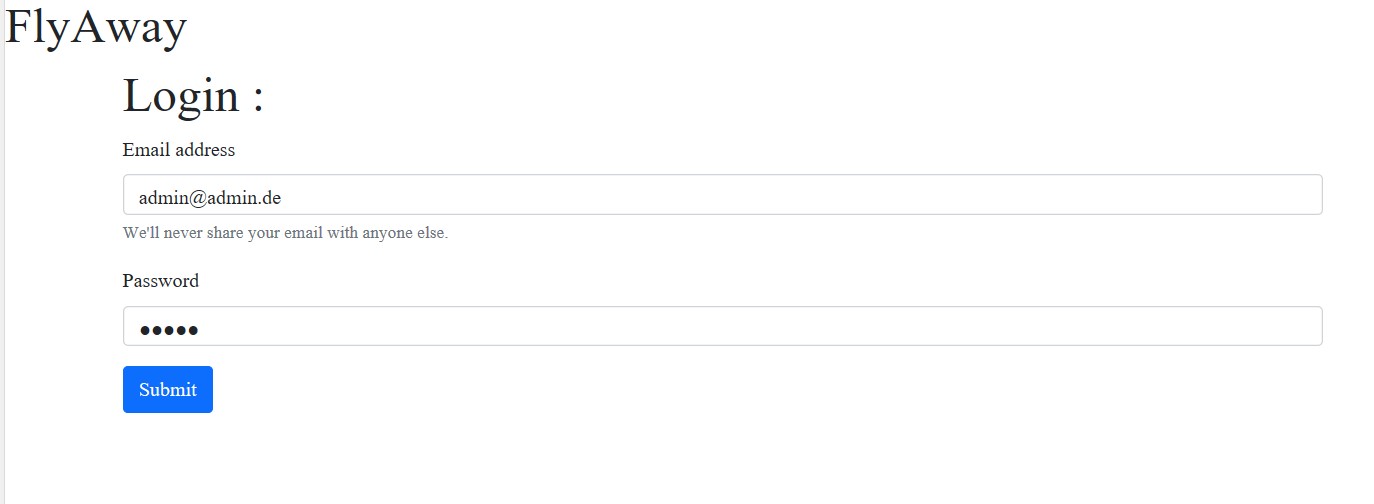 FlyAway
Login :
Email address
admin@admin.de
We'll never share your email with anyone else.
Password
•••••
Submit